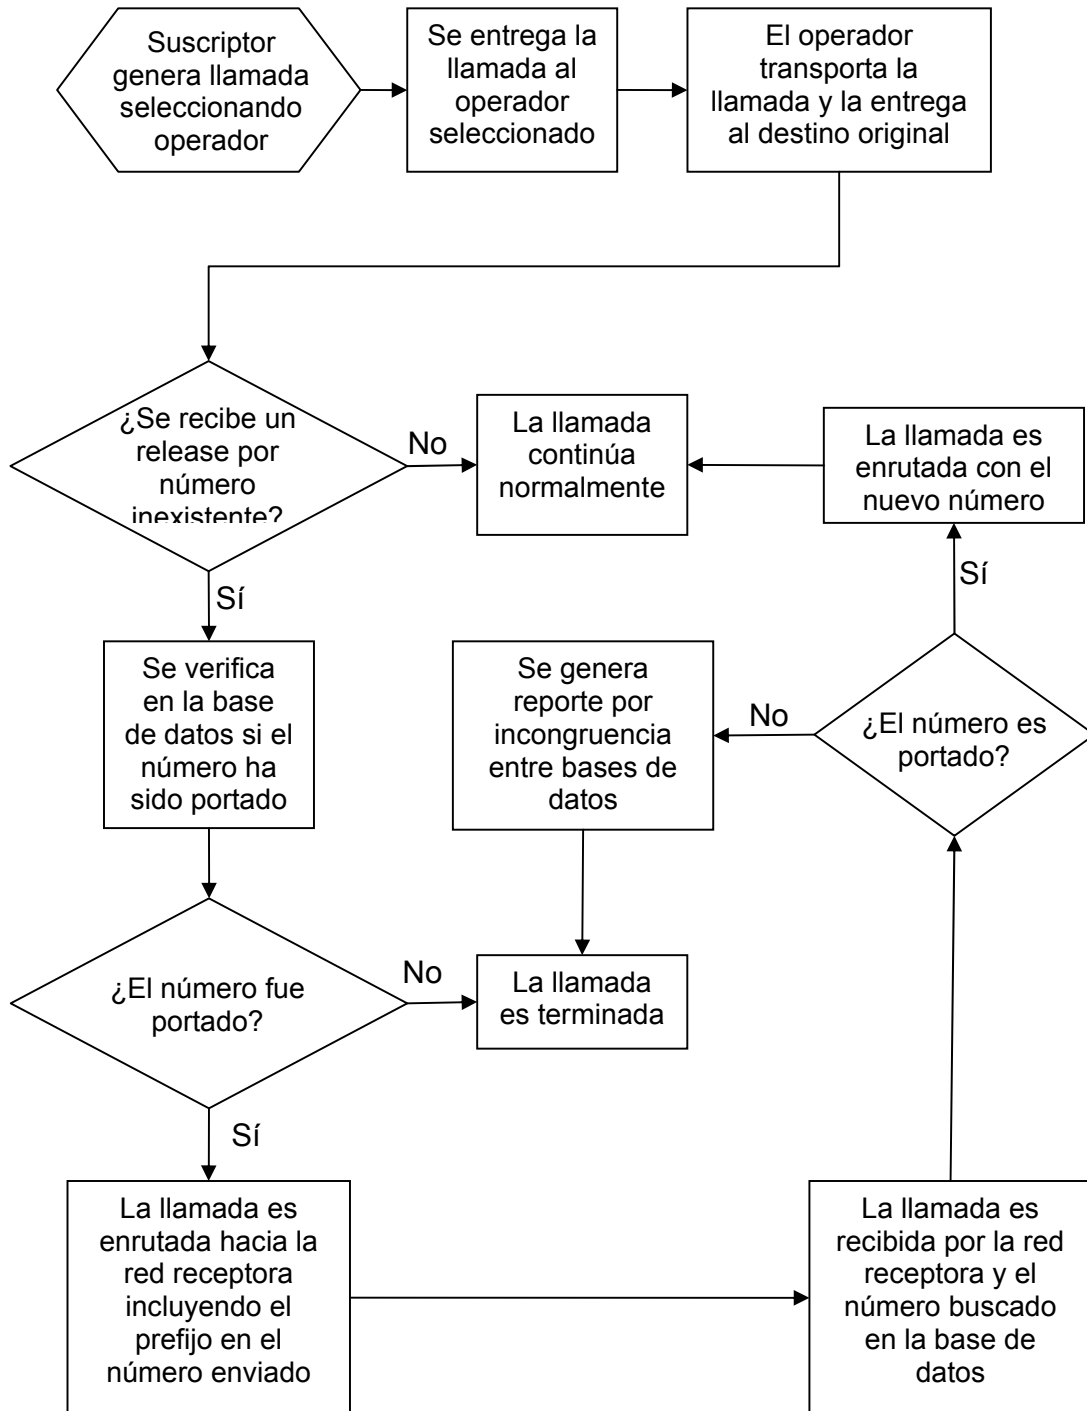 Suscriptor
genera llamada
seleccionando
operador
Se entrega la
llamada al
operador
seleccionado
El operador
transporta la
llamada y la entrega
al destino original
¿Se recibe un
release por
número
inexistente?
No
La llamada
continúa
normalmente
La llamada es
enrutada con el
nuevo número
Sí
Sí
Se verifica
en la base
de datos si el
número ha
sido portado
Se genera
reporte por
incongruencia
entre bases de
datos
No
¿El número es
portado?
¿El número fue
portado?
No
La llamada
es terminada
Sí
La llamada es
enrutada hacia la
red receptora
incluyendo el
prefijo en el
número enviado
La llamada es
recibida por la red
receptora y el
número buscado
en la base de
datos